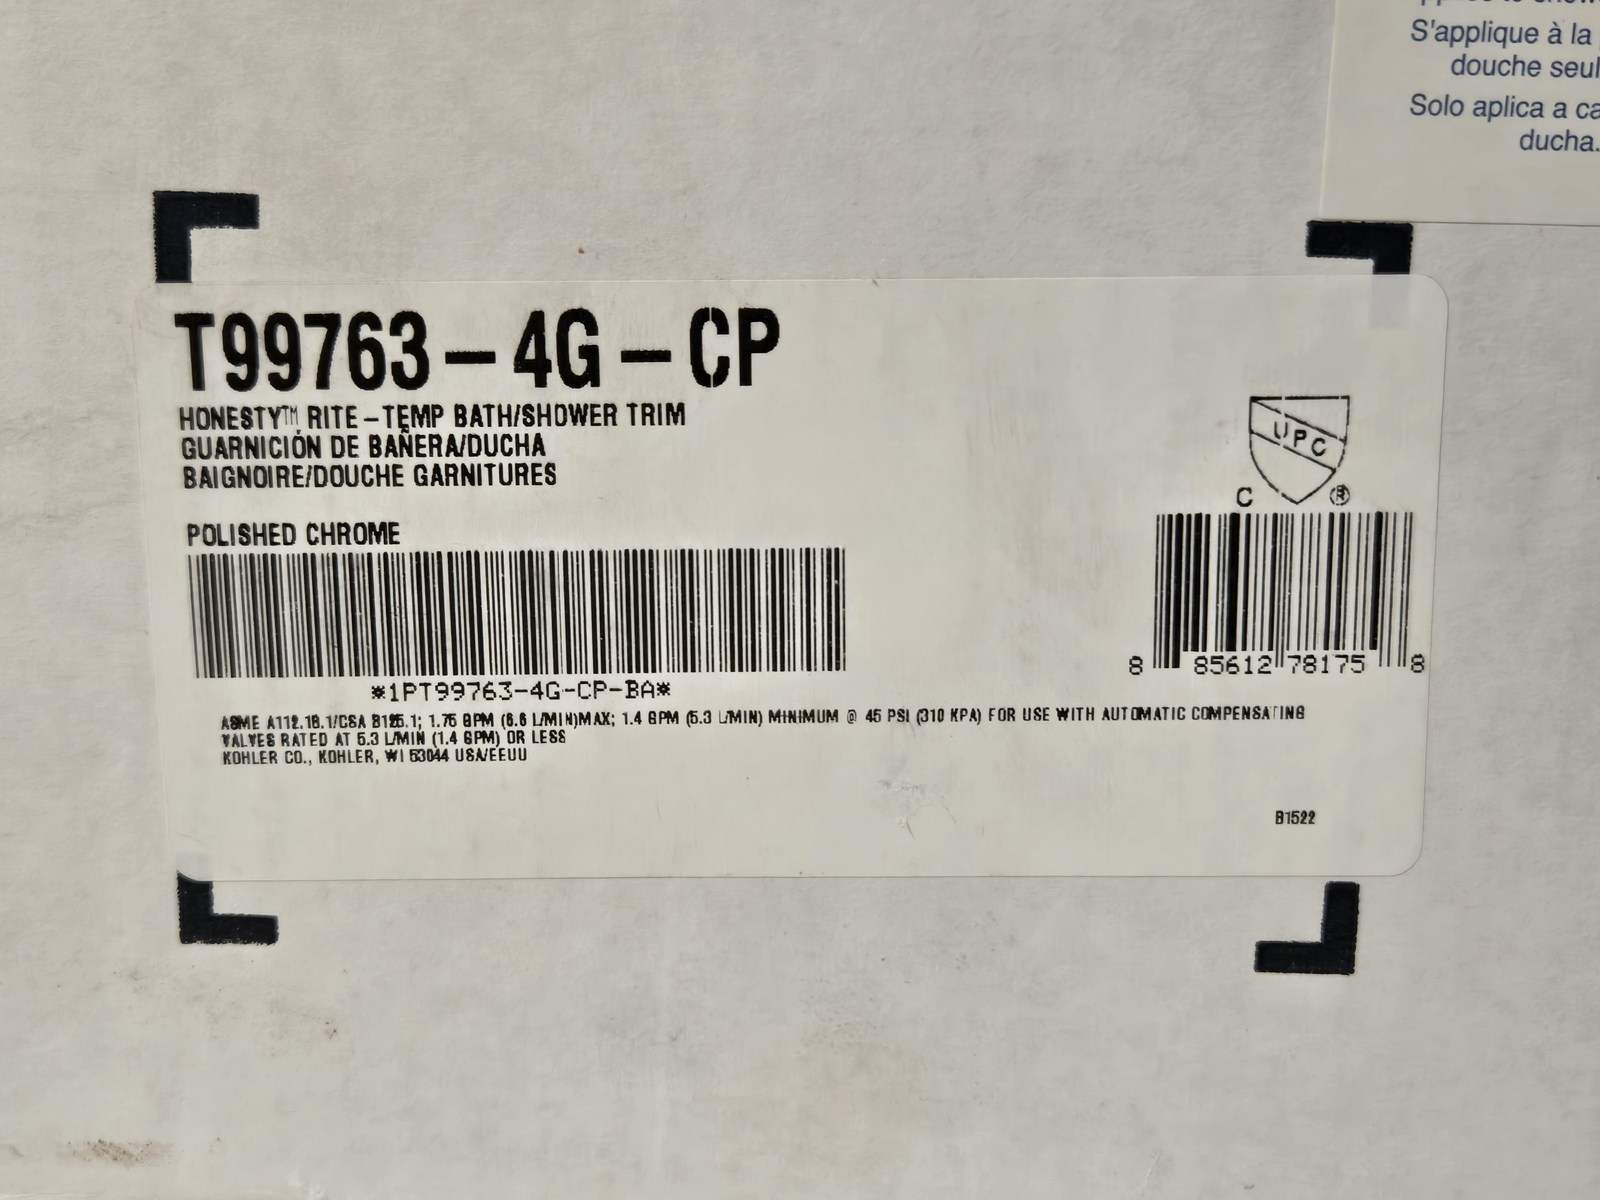 S'applique à la
douche seul
Solo aplica a ca
ducha.
T99763-4G-CP
HONESTY™ RITE-TEMP BATH/SHOWER TRIM
GUARNICIÓN DE BAÑERA/DUCHA
BAIGNOIRE/DOUCHE GARNITURES
UPC
C ®
POLISHED CHROME
*1PT99763-4G-CP-BA*
8 85612 78175 8
ASME A112.18.1/CSA B125.1; 1.75 GPM (6.6 L/MIN)MAX; 1.4 GPM (5.3 L/MIN) MINIMUM @ 45 PSI (310 KPA) FOR USE WITH AUTOMATIC COMPENSATING
VALVES RATED AT 5.3 L/MIN (1.4 GPM) OR LESS
KOHLER CO., KOHLER, WI 53044 USA/EEUU
B1522